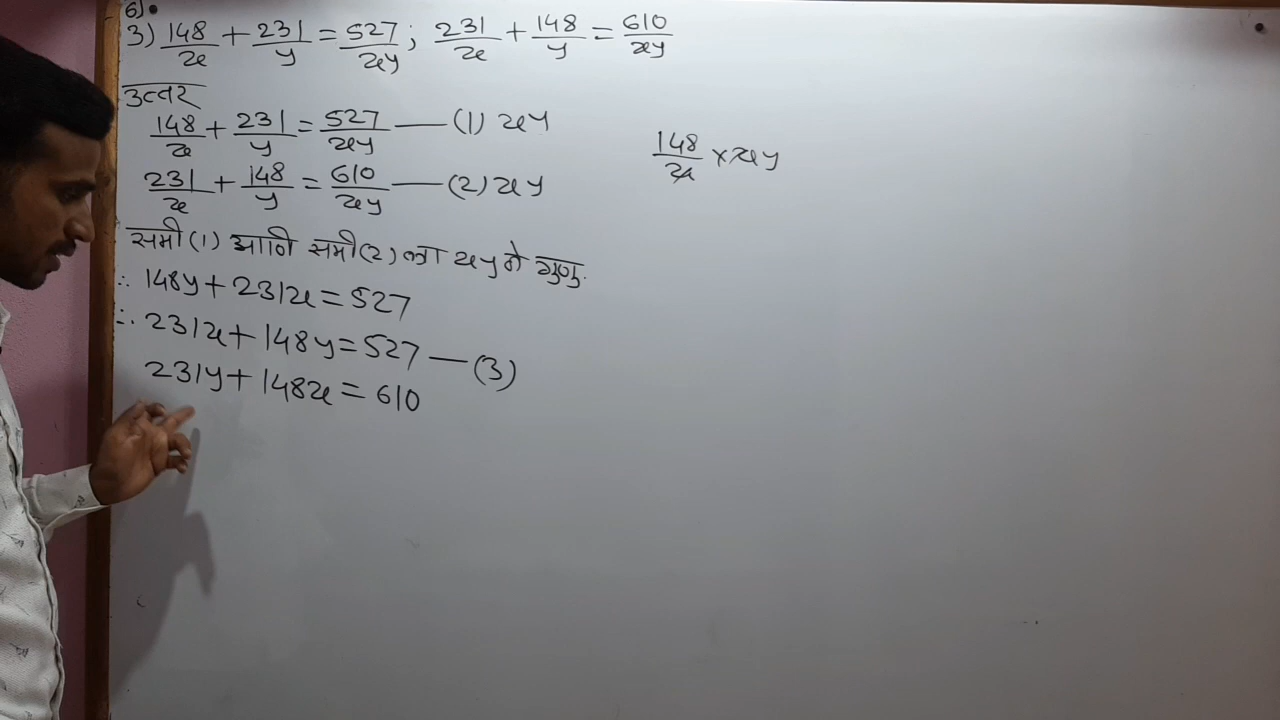 6)
3) 148/x + 231/y = 527/xy ; 231/x + 148/y = 610/xy
उत्तर
148/x + 231/y = 527/xy — (1) xy
148/x × xy
231/x + 148/y = 610/xy — (2) xy
समी (1) आणि समी (2) ला xy ने गुणु.
∴ 148y + 231x = 527
∴ 231x + 148y = 527 — (3)
231y + 148x = 610